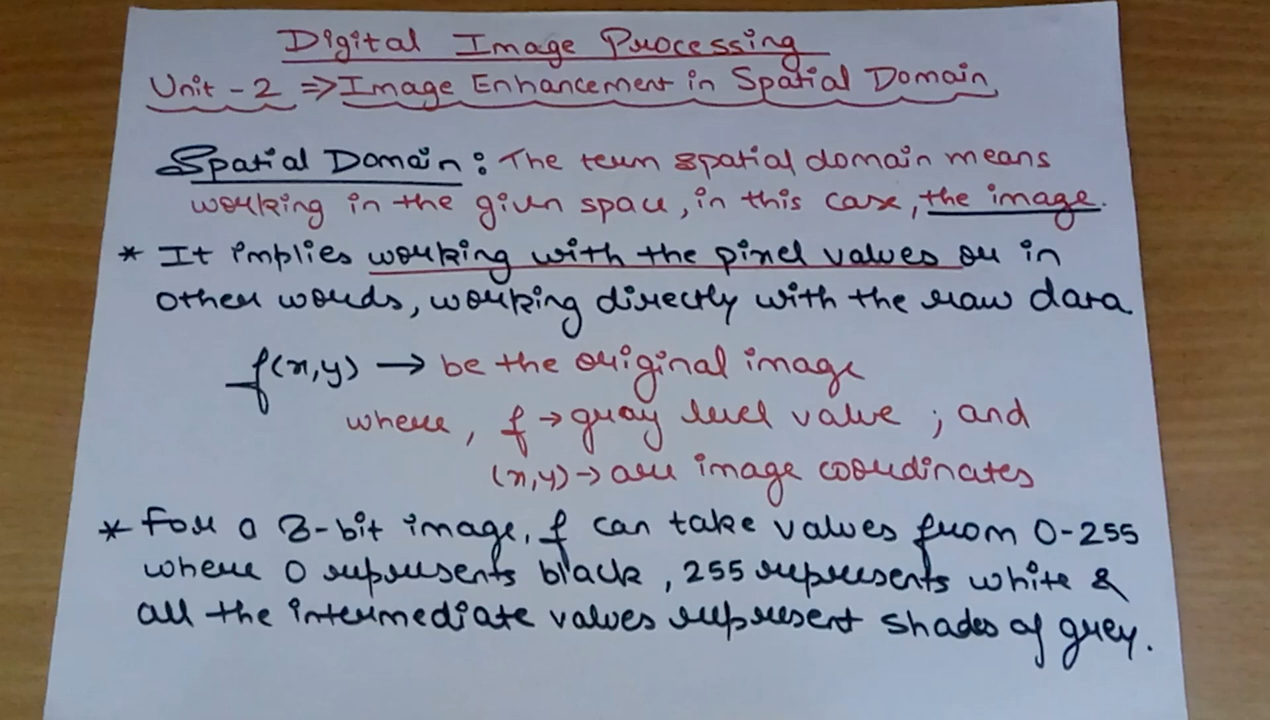 Digital Image Processing
Unit - 2 ⇒ Image Enhancement in Spatial Domain
Spatial Domain : The term spatial domain means
working in the given space, in this case, the image.
* It implies working with the pixel values or in
other words, working directly with the raw data.
f(x,y) → be the original image
where, f → gray level value ; and
(x,y) → are image coordinates
* For a 8-bit image, f can take values from 0-255
where 0 represents black, 255 represents white &
all the intermediate values represent shades of grey.